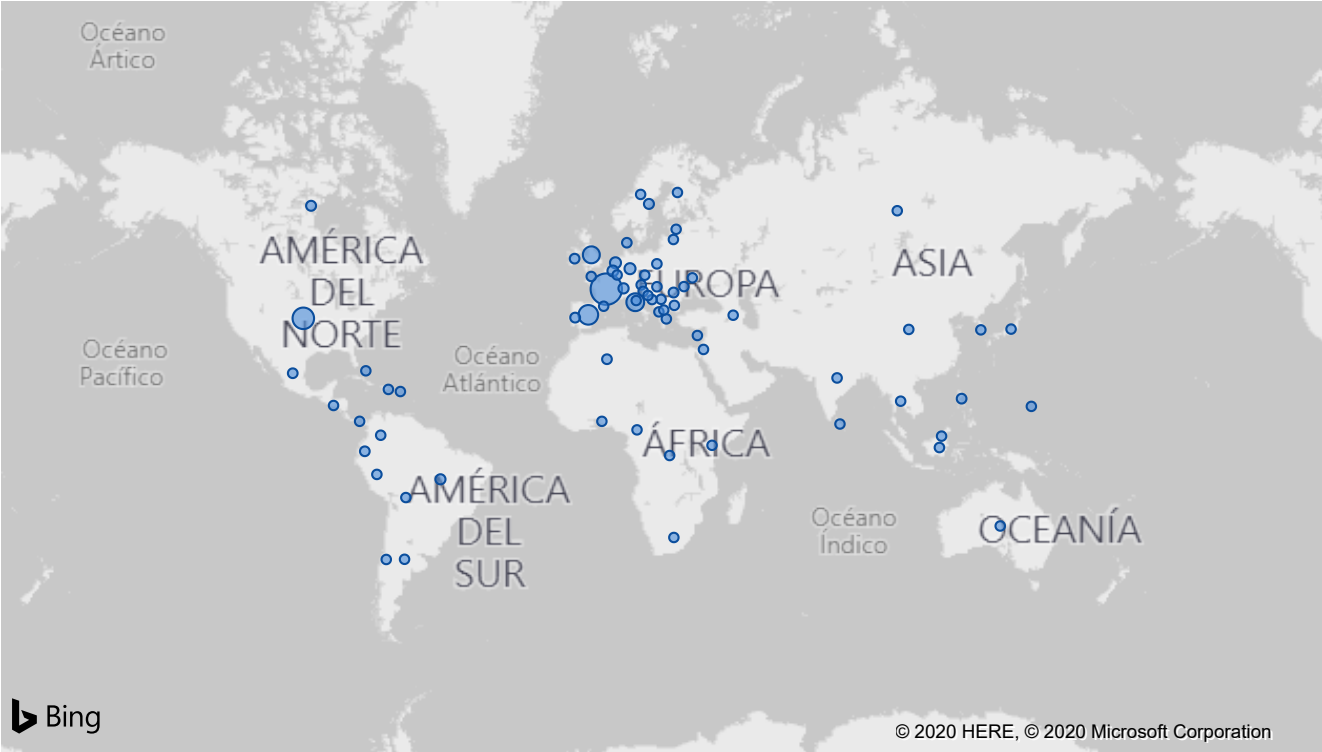 Océano
Ártico
AMÉRICA
DEL
NORTE
EUROPA
ASIA
Océano
Pacífico
Océano
Atlántico
ÁFRICA
AMÉRICA
DEL
SUR
Océano
Índico
OCEANÍA
Bing
© 2020 HERE, © 2020 Microsoft Corporation